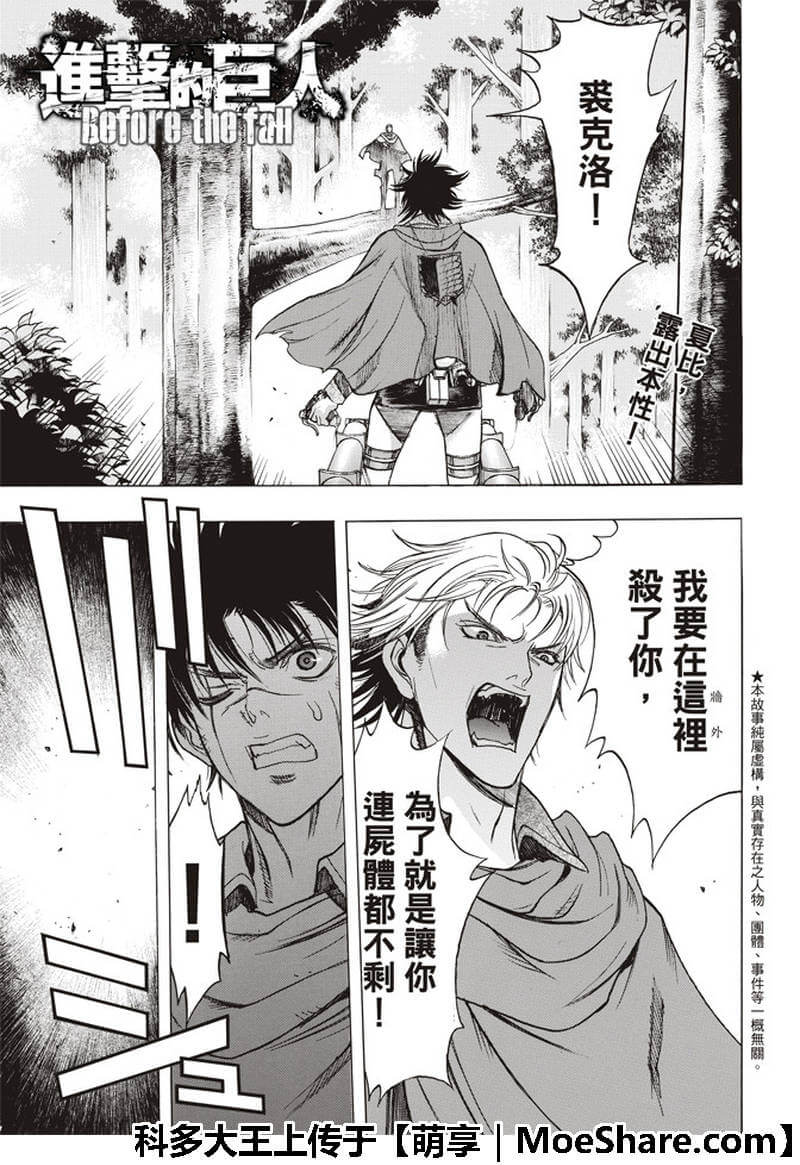 進擊的巨人
Before the fall
裘克洛！
夏比，
露出本性！
我要在這裡
牆外
殺了你，
為了就是讓你
連屍體都不剩！
！
★本故事純屬虛構，與真實存在之人物、團體、事件等一概無關。
科多大王上传于【萌享 | MoeShare.com】